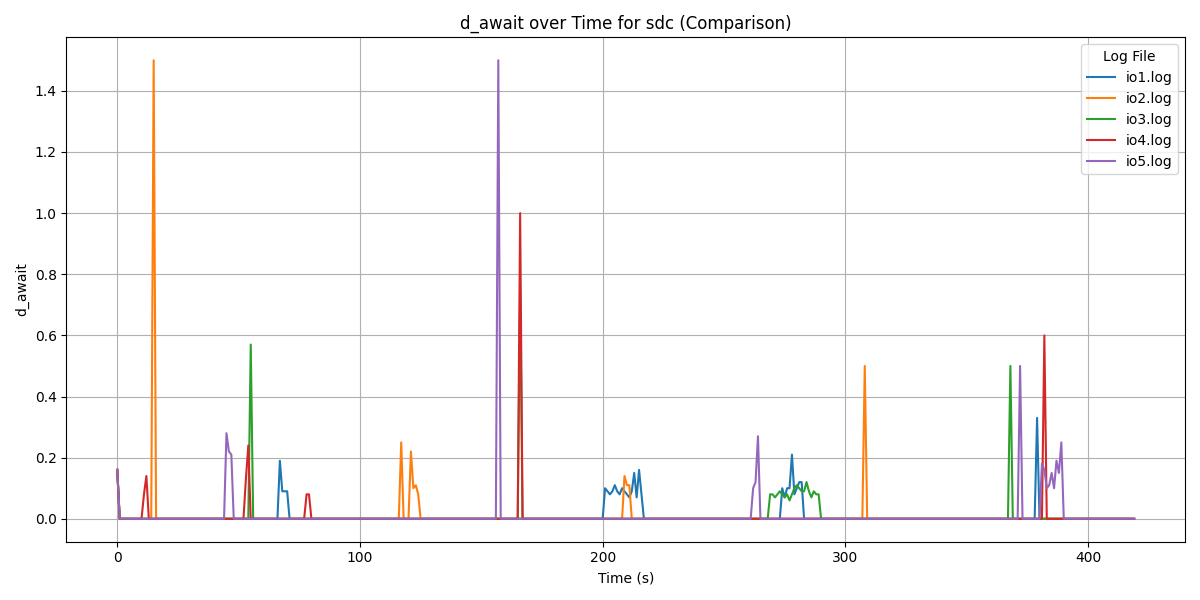 d_await over Time for sdc (Comparison)
Log File
io1.log
io2.log
io3.log
io4.log
io5.log
d_await
1.4
1.2
1.0
0.8
0.6
0.4
0.2
0.0
0 100 200 300 400
Time (s)